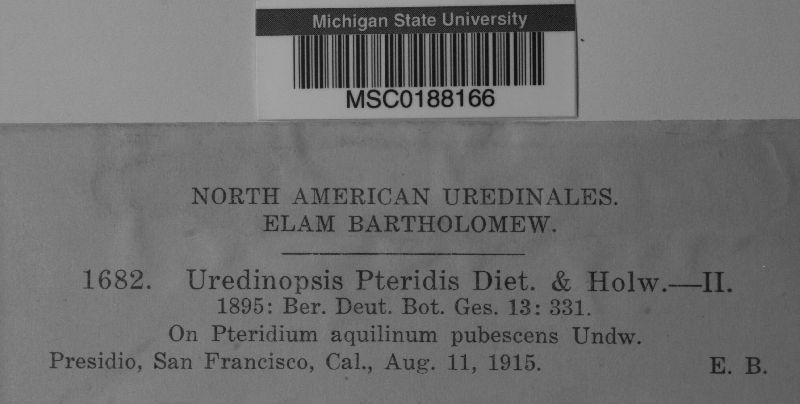 Michigan State University
MSC0188166
NORTH AMERICAN UREDINALES.
ELAM BARTHOLOMEW.
1682. Uredinopsis Pteridis Diet. & Holw.—II.
1895: Ber. Deut. Bot. Ges. 13: 331.
On Pteridium aquilinum pubescens Undw.
Presidio, San Francisco, Cal., Aug. 11, 1915. E. B.